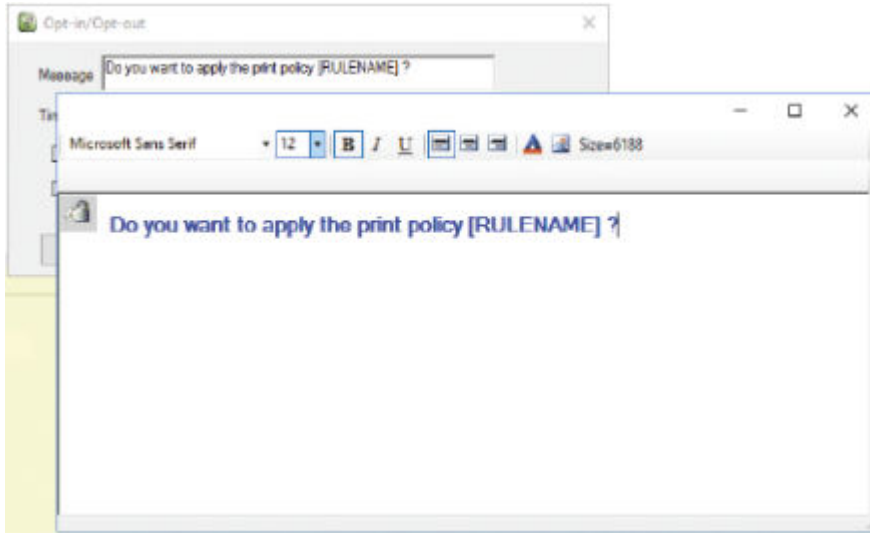 Opt-in/Opt-out
Message
Do you want to apply the print policy [RULENAME] ?
Microsoft Sans Serif 12 B I U A Size=6188
Do you want to apply the print policy [RULENAME] ?